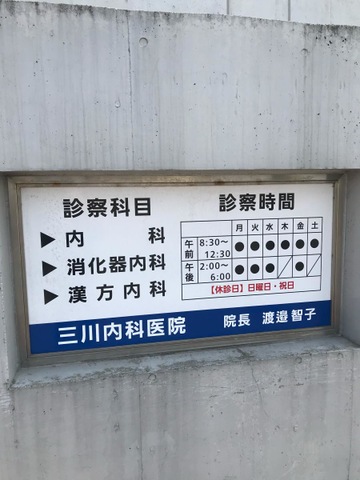 診察科目
▶ 内科
▶ 消化器内科
▶ 漢方内科
診察時間
月 火 水 木 金 土
午前 8:30〜12:30 ● ● ● ● ● ●
午後 2:00〜6:00 ● ● ● ／ ● ／
【休診日】日曜日・祝日
三川内科医院 院長 渡邉 智子